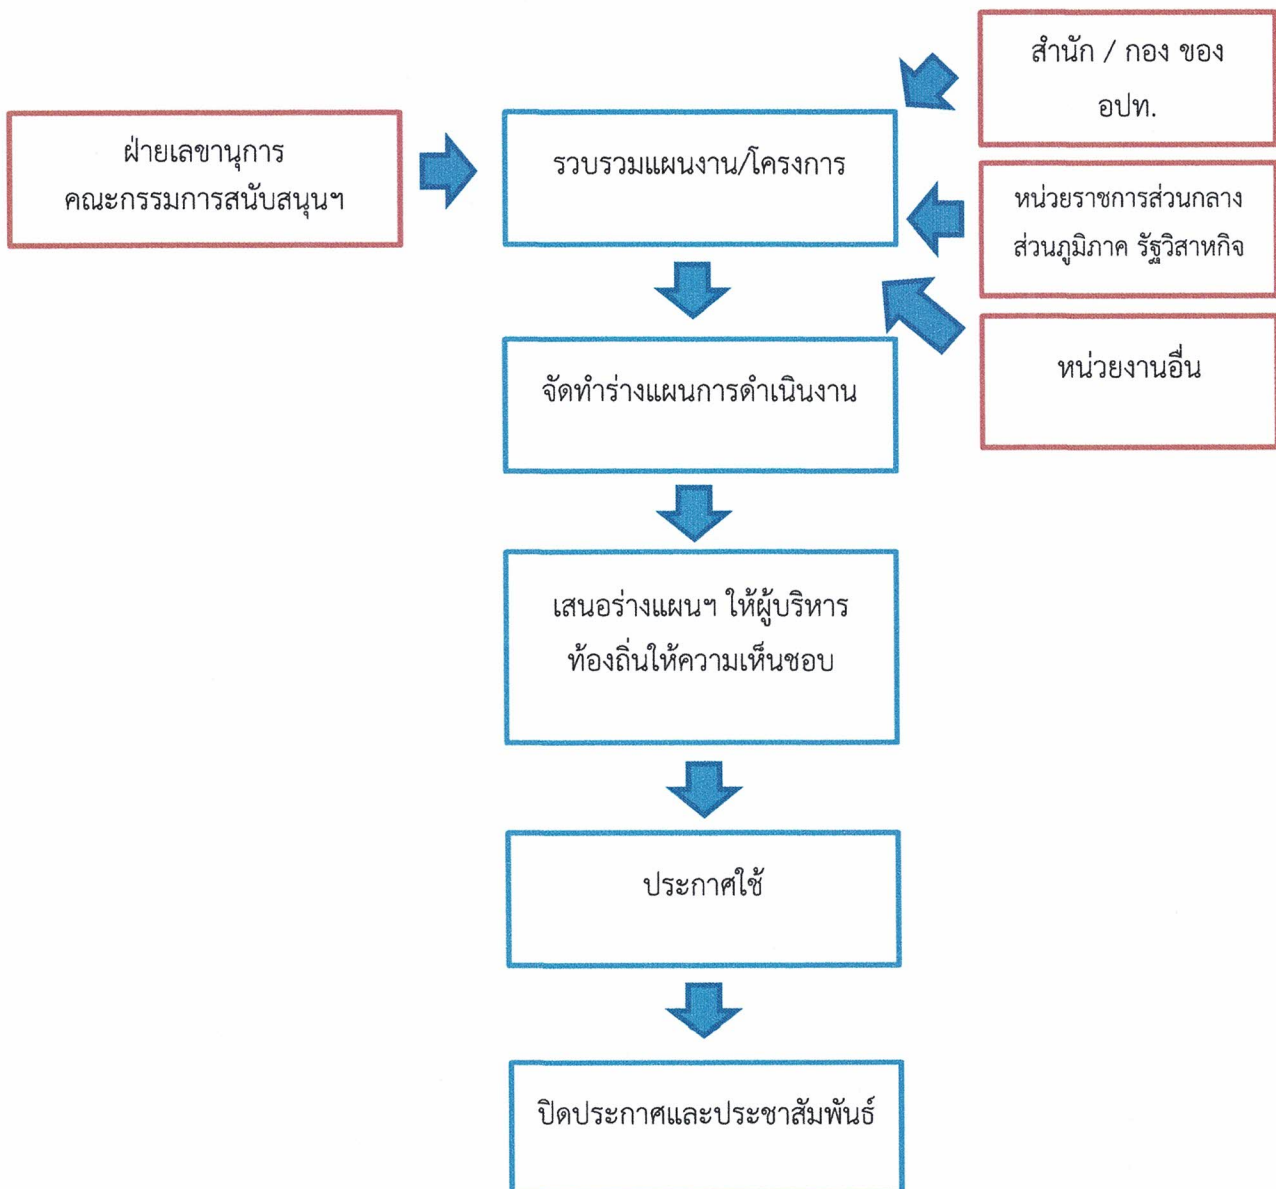 สำนัก / กอง ของ
อปท.
ฝ่ายเลขานุการ
คณะกรรมการสนับสนุนฯ
รวบรวมแผนงาน/โครงการ
หน่วยราชการส่วนกลาง
ส่วนภูมิภาค รัฐวิสาหกิจ
หน่วยงานอื่น
จัดทำร่างแผนการดำเนินงาน
เสนอร่างแผนฯ ให้ผู้บริหาร
ท้องถิ่นให้ความเห็นชอบ
ประกาศใช้
ปิดประกาศและประชาสัมพันธ์